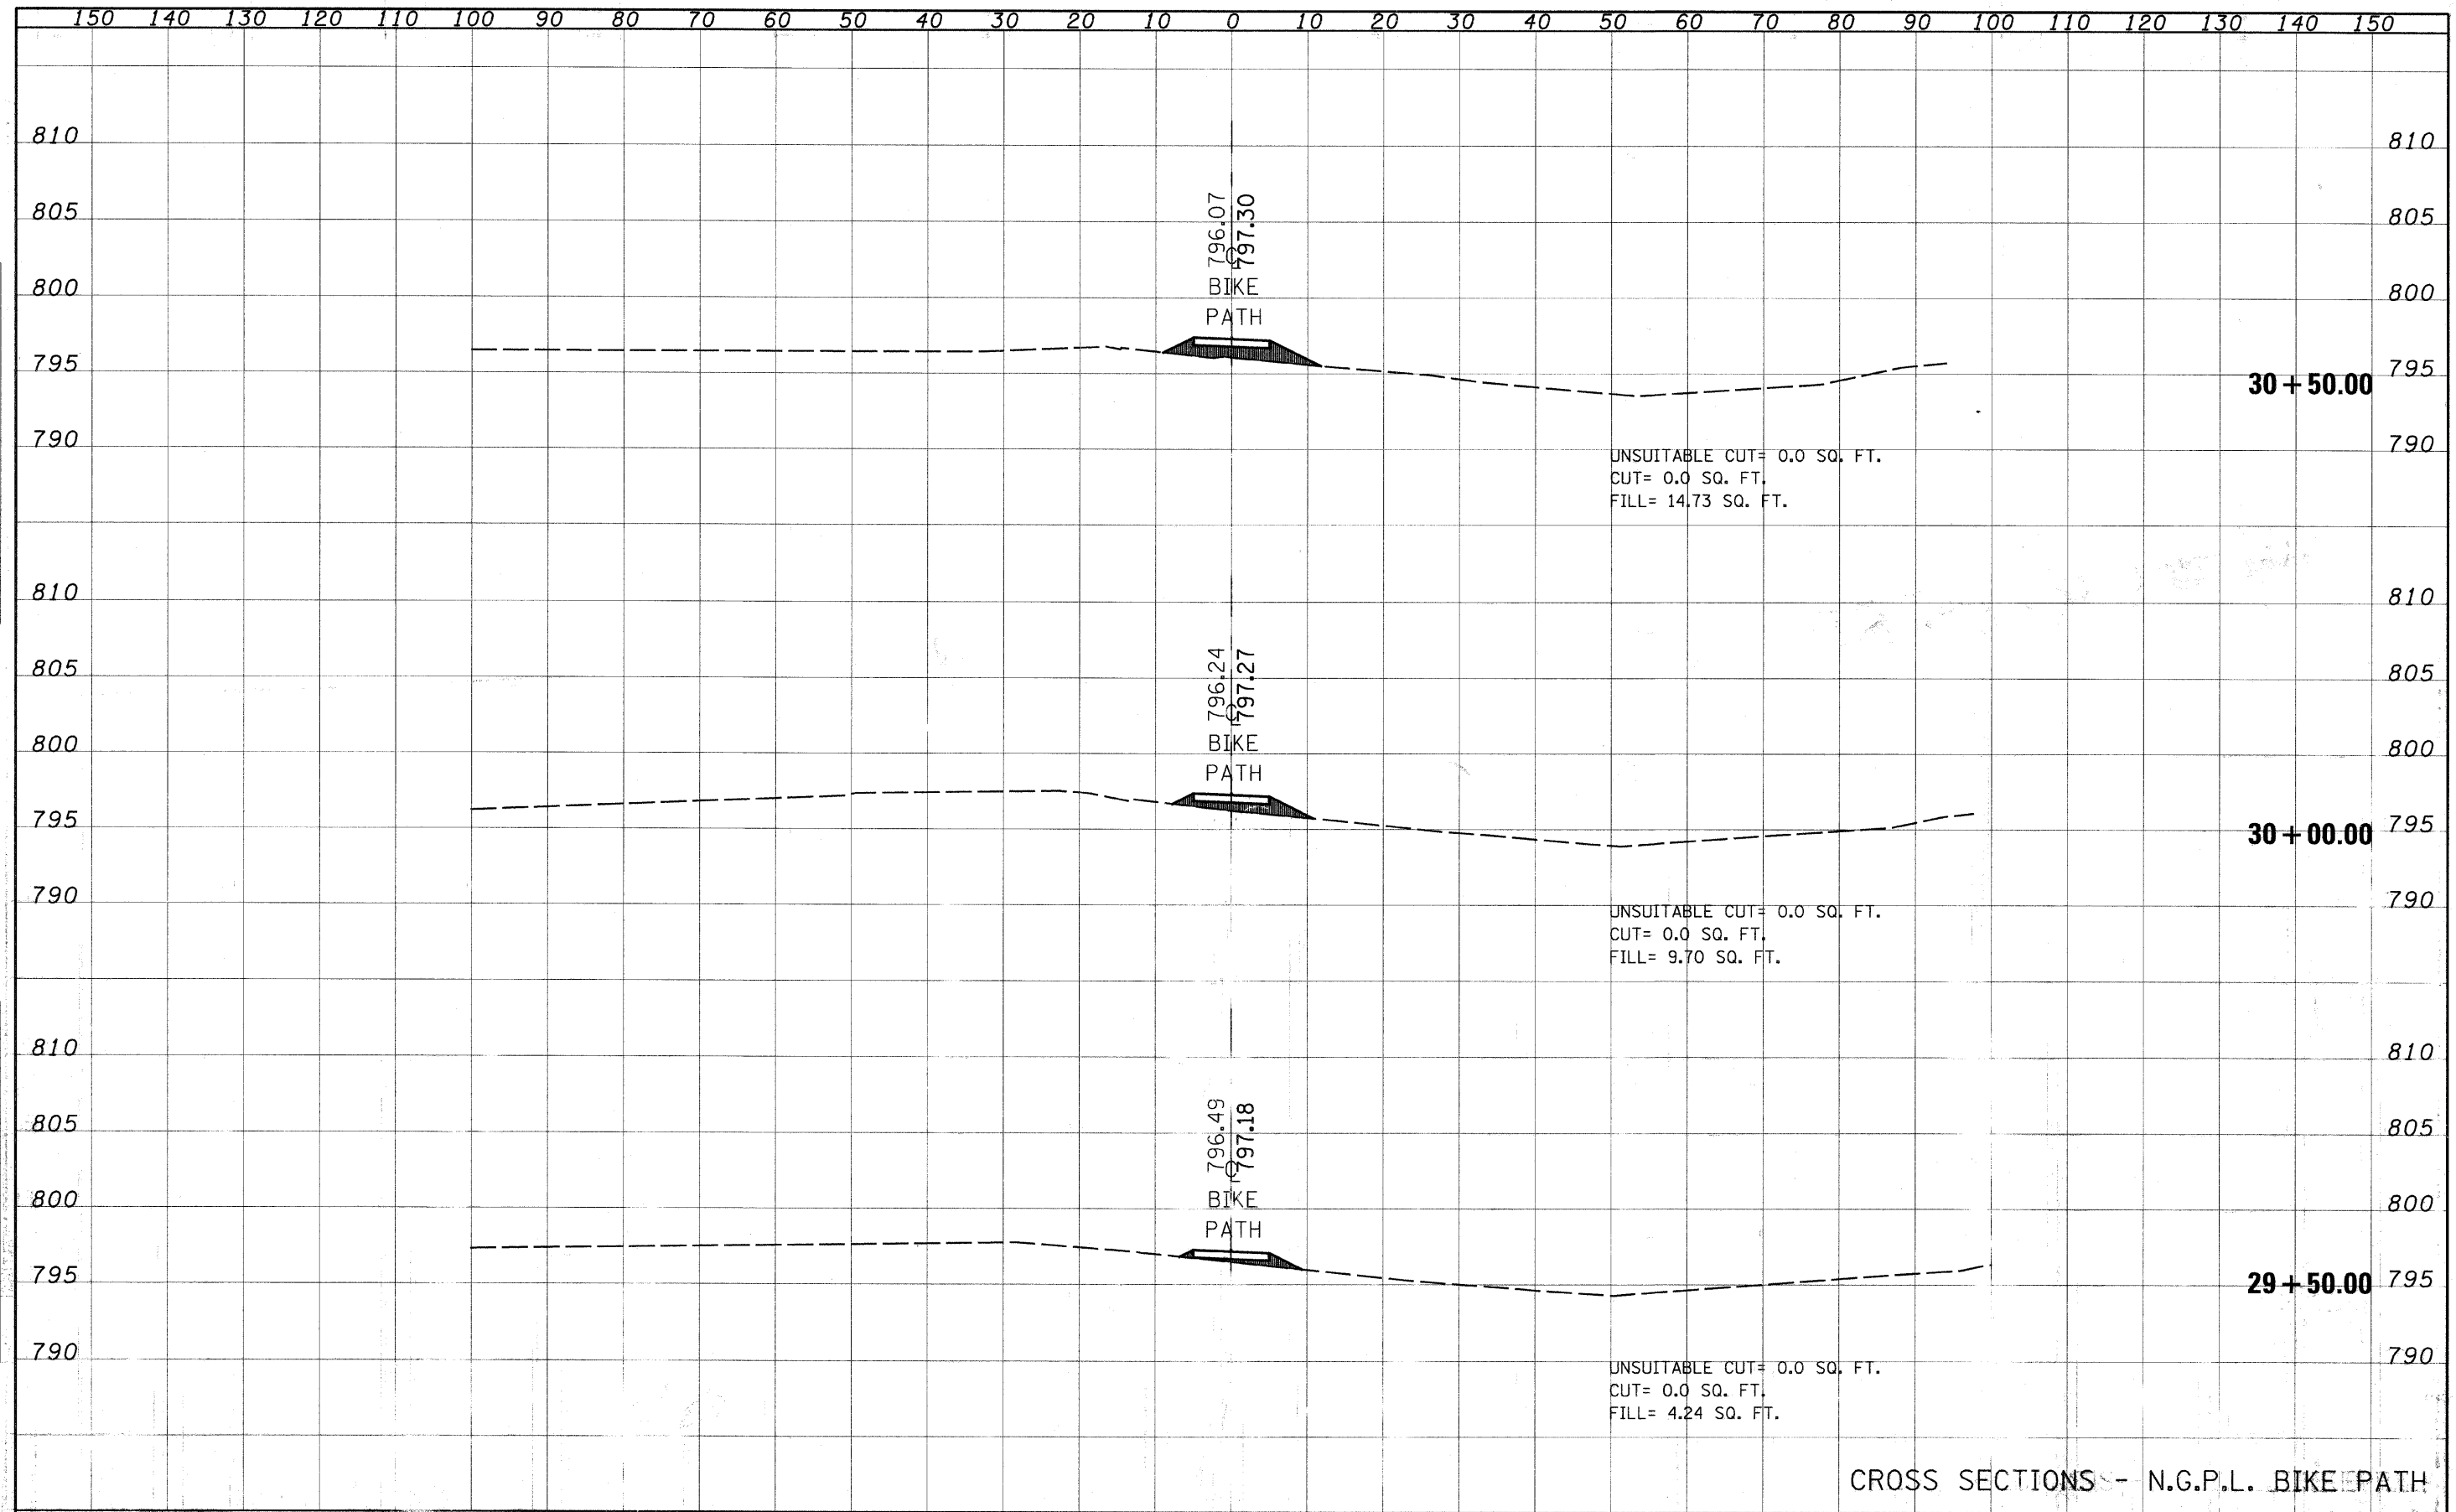 150 140 130 120 110 100 90 80 70 60 50 40 30 20 10 0 10 20 30 40 50 60 70 80 90 100 110 120 130 140 150
810 810
805 796.07 797.30 805
℄
800 BIKE 800
PATH
795 795
30+50.00
790 790
UNSUITABLE CUT= 0.0 SQ. FT.
CUT= 0.0 SQ. FT.
FILL= 14.73 SQ. FT.
810 810
805 796.24 797.27 805
℄
800 BIKE 800
PATH
795 795
30+00.00
790 790
UNSUITABLE CUT= 0.0 SQ. FT.
CUT= 0.0 SQ. FT.
FILL= 9.70 SQ. FT.
810 810
805 796.49 797.18 805
℄
800 BIKE 800
PATH
795 795
29+50.00
790 790
UNSUITABLE CUT= 0.0 SQ. FT.
CUT= 0.0 SQ. FT.
FILL= 4.24 SQ. FT.
CROSS SECTIONS - N.G.P.L. BIKE PATH